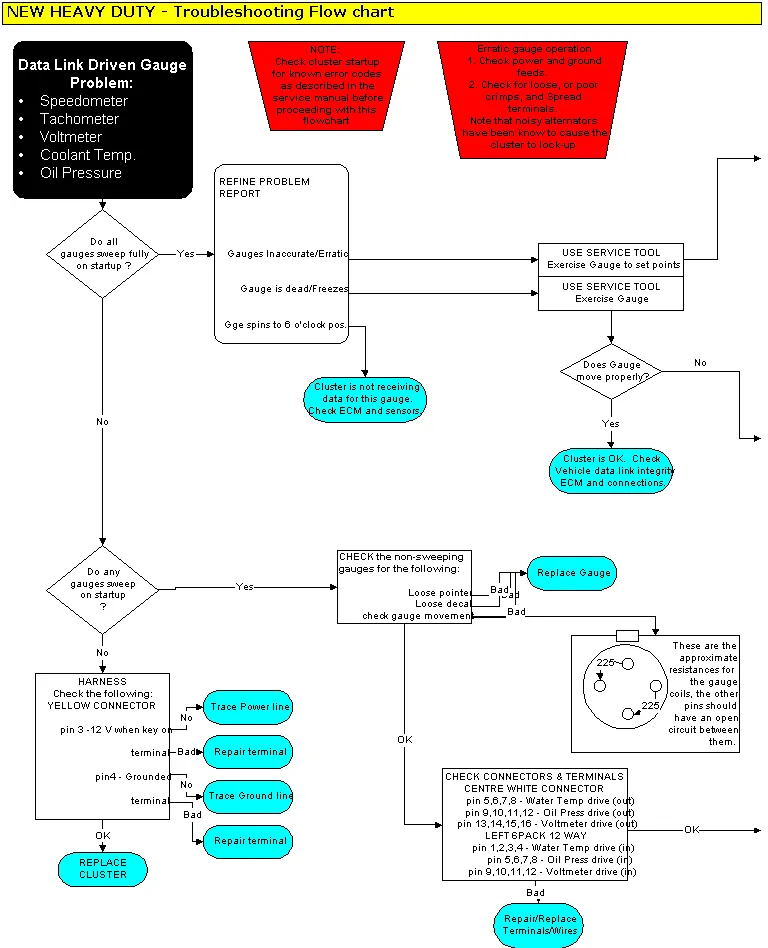 NEW HEAVY DUTY - Troubleshooting Flow chart
Data Link Driven Gauge
Problem:
• Speedometer
• Tachometer
• Voltmeter
• Coolant Temp.
• Oil Pressure
NOTE:
Check cluster startup
for known error codes
as described in the
service manual before
proceeding with this
flowchart
Erratic gauge operation
1. Check power and ground
feeds.
2. Check for loose, or poor
crimps, and Spread
terminals.
Note that noisy alternators
have been know to cause the
cluster to lock-up
Do all
gauges sweep fully
on startup ?
Yes
REFINE PROBLEM
REPORT
Gauges Inaccurate/Erratic
Gauge is dead/Freezes
Gge spins to 6 o'clock pos.
USE SERVICE TOOL
Exercise Gauge to set points
USE SERVICE TOOL
Exercise Gauge
Does Gauge
move properly?
No
Yes
Cluster is not receiving
data for this gauge.
Check ECM and sensors.
Cluster is OK. Check
Vehicle data link integrity
ECM and connections.
No
Do any
gauges sweep
on startup
?
Yes
CHECK the non-sweeping
gauges for the following:
Loose pointer
Loose decal
check gauge movement
Bad
Bad
Bad
Replace Gauge
225
225
These are the
approximate
resistances for
the gauge
coils, the other
pins should
have an open
circuit between
them.
No
HARNESS
Check the following:
YELLOW CONNECTOR
pin 3 -12 V when key on
terminal
pin4 - Grounded
terminal
No
Trace Power line
Bad
Repair terminal
No
Trace Ground line
Bad
Repair terminal
OK
REPLACE
CLUSTER
OK
CHECK CONNECTORS & TERMINALS
CENTRE WHITE CONNECTOR
pin 5,6,7,8 - Water Temp drive (out)
pin 9,10,11,12 - Oil Press drive (out)
pin 13,14,15,16 - Voltmeter drive (out)
LEFT 6PACK 12 WAY
pin 1,2,3,4 - Water Temp drive (in)
pin 5,6,7,8 - Oil Press drive (in)
pin 9,10,11,12 - Voltmeter drive (in)
OK
Bad
Repair/Replace
Terminals/Wires